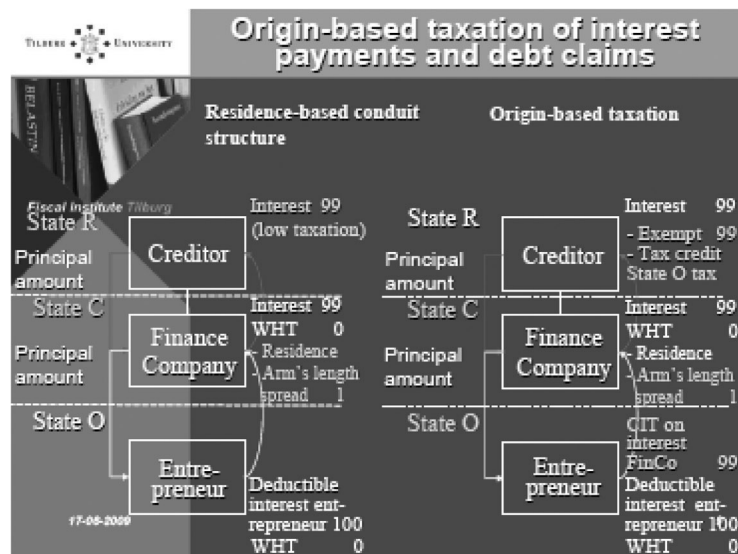 TILBURG UNIVERSITY
Origin-based taxation of interest
payments and debt claims
BELASTIN
Residence-based conduit
structure
Fiscal Institute Tilburg
State R
Creditor
Interest 99
(low taxation)
Principal
amount
State C
Finance
Company
Interest 99
WHT 0
- Residence
- Arm's length
spread 1
Principal
amount
State O
Entre-
preneur
Deductible
interest ent-
repreneur 100
WHT 0
Origin-based taxation
State R
Creditor
Interest 99
- Exempt 99
- Tax credit
State O tax
Principal
amount
State C
Finance
Company
Interest 99
WHT 0
- Residence
- Arm's length
spread 1
Principal
amount
State O
CIT on
interest
FinCo 99
Entre-
preneur
Deductible
interest ent-
repreneur 100
WHT 0
17-06-2009